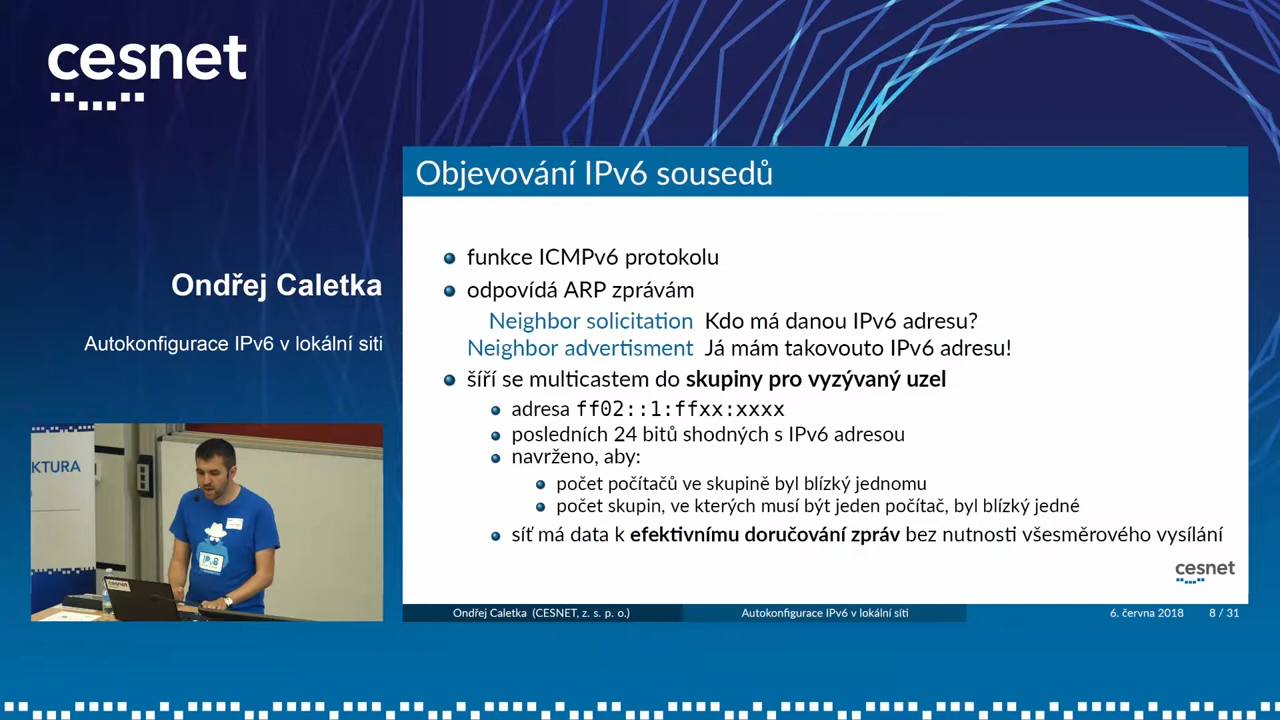 cesnet
Ondřej Caletka
Autokonfigurace IPv6 v lokální siti
KTURA
cesnet
IPv6
Objevování IPv6 sousedů
funkce ICMPv6 protokolu
odpovídá ARP zprávám
Neighbor solicitation Kdo má danou IPv6 adresu?
Neighbor advertisment Já mám takovouto IPv6 adresu!
šíří se multicastem do skupiny pro vyzývaný uzel
adresa ff02::1:ffxx:xxxx
posledních 24 bitů shodných s IPv6 adresou
navrženo, aby:
počet počítačů ve skupině byl blízký jednomu
počet skupin, ve kterých musí být jeden počítač, byl blízký jedné
síť má data k efektivnímu doručování zpráv bez nutnosti všesměrového vysílání
cesnet
Ondřej Caletka (CESNET, z. s. p. o.) Autokonfigurace IPv6 v lokální síti 6. června 2018 8 / 31